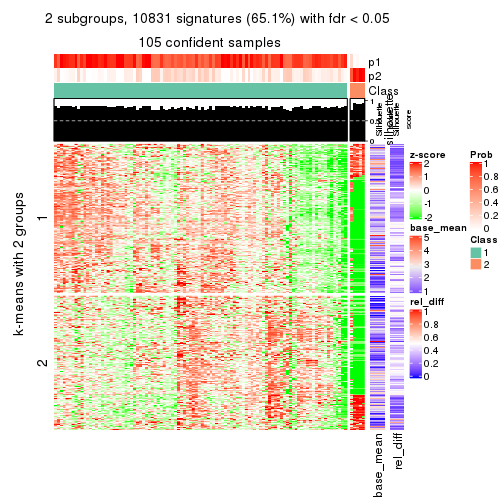 2 subgroups, 10831 signatures (65.1%) with fdr < 0.05
105 confident samples
p1
p2
Class
1
0.5
0
Silhouette
silhouette
Silhouette
score
k-means with 2 groups
1
2
base_mean
rel_diff
z-score
2
1
0
-1
-2
base_mean
5
4
3
2
1
rel_diff
1
0.8
0.6
0.4
0.2
0
Prob
1
0.8
0.6
0.4
0.2
0
Class
1
2